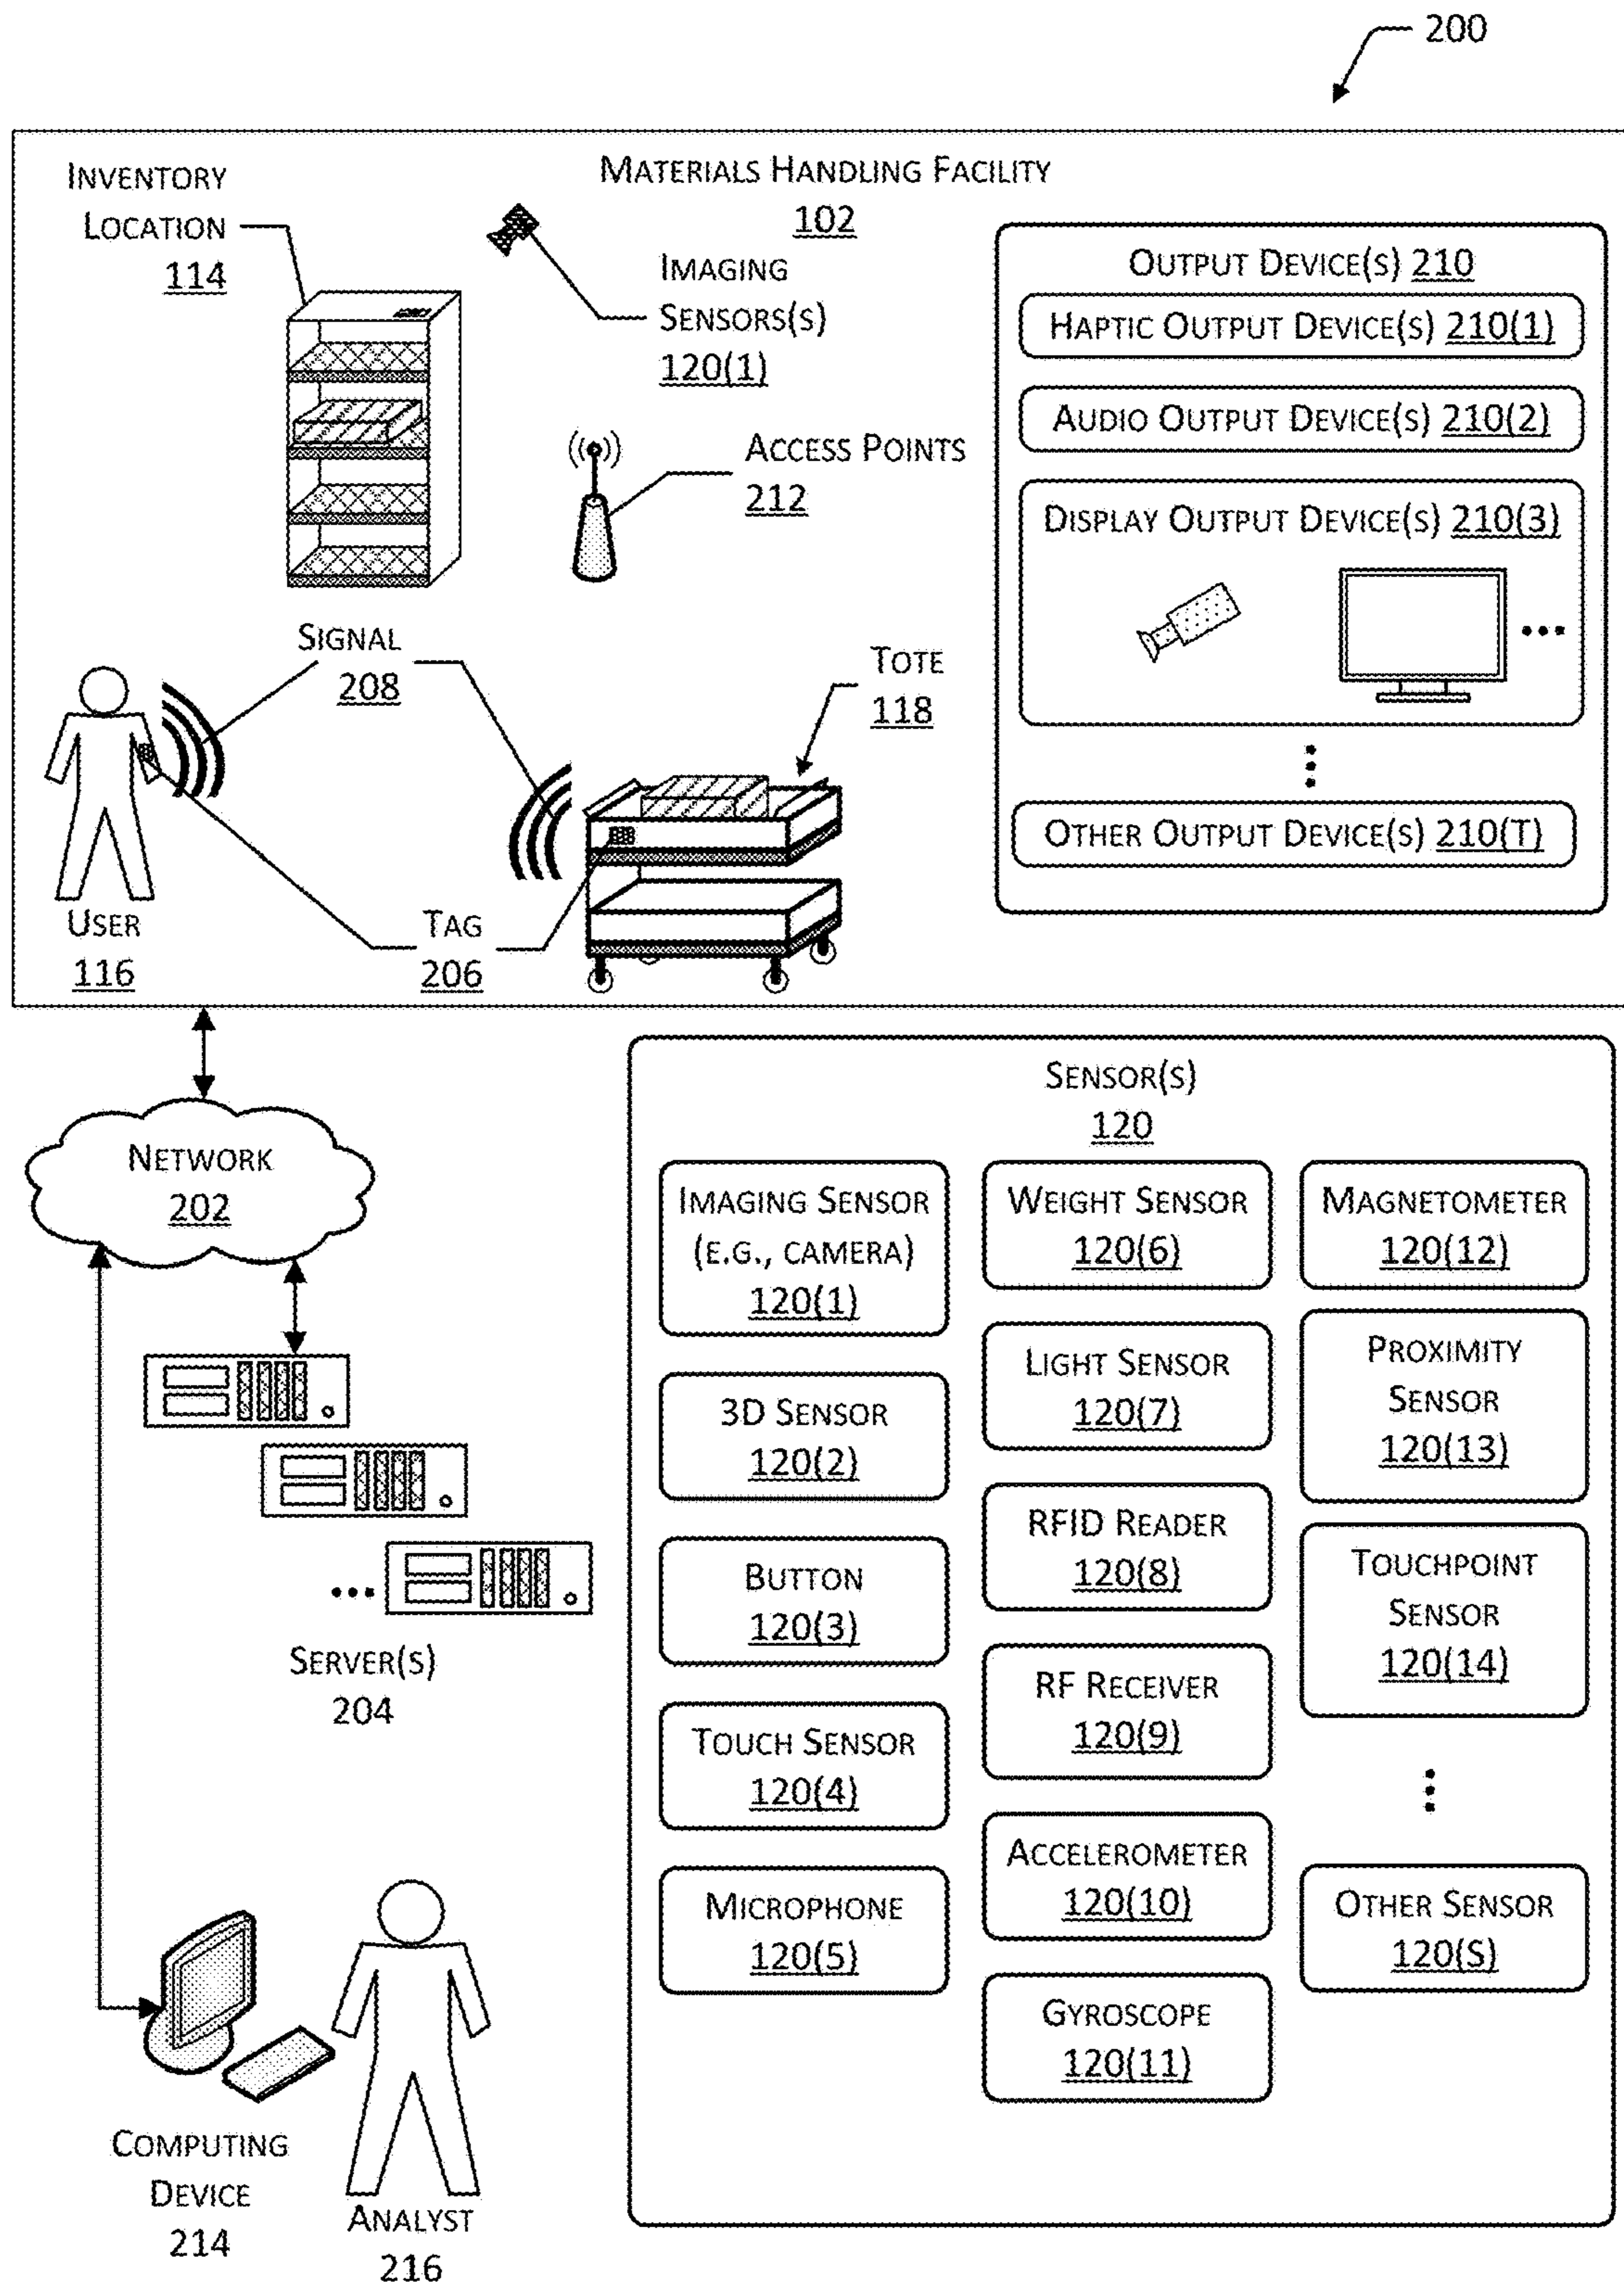 200
MATERIALS HANDLING FACILITY
102
INVENTORY
LOCATION
114
IMAGING
SENSORS(S)
120(1)
ACCESS POINTS
212
OUTPUT DEVICE(S) 210
HAPTIC OUTPUT DEVICE(S) 210(1)
AUDIO OUTPUT DEVICE(S) 210(2)
DISPLAY OUTPUT DEVICE(S) 210(3)
OTHER OUTPUT DEVICE(S) 210(T)
SIGNAL
208
TOTE
118
USER
116
TAG
206
NETWORK
202
SERVER(S)
204
COMPUTING
DEVICE
214
ANALYST
216
SENSOR(S)
120
IMAGING SENSOR
(E.G., CAMERA)
120(1)
3D SENSOR
120(2)
BUTTON
120(3)
TOUCH SENSOR
120(4)
MICROPHONE
120(5)
WEIGHT SENSOR
120(6)
LIGHT SENSOR
120(7)
RFID READER
120(8)
RF RECEIVER
120(9)
ACCELEROMETER
120(10)
GYROSCOPE
120(11)
MAGNETOMETER
120(12)
PROXIMITY
SENSOR
120(13)
TOUCHPOINT
SENSOR
120(14)
OTHER SENSOR
120(S)